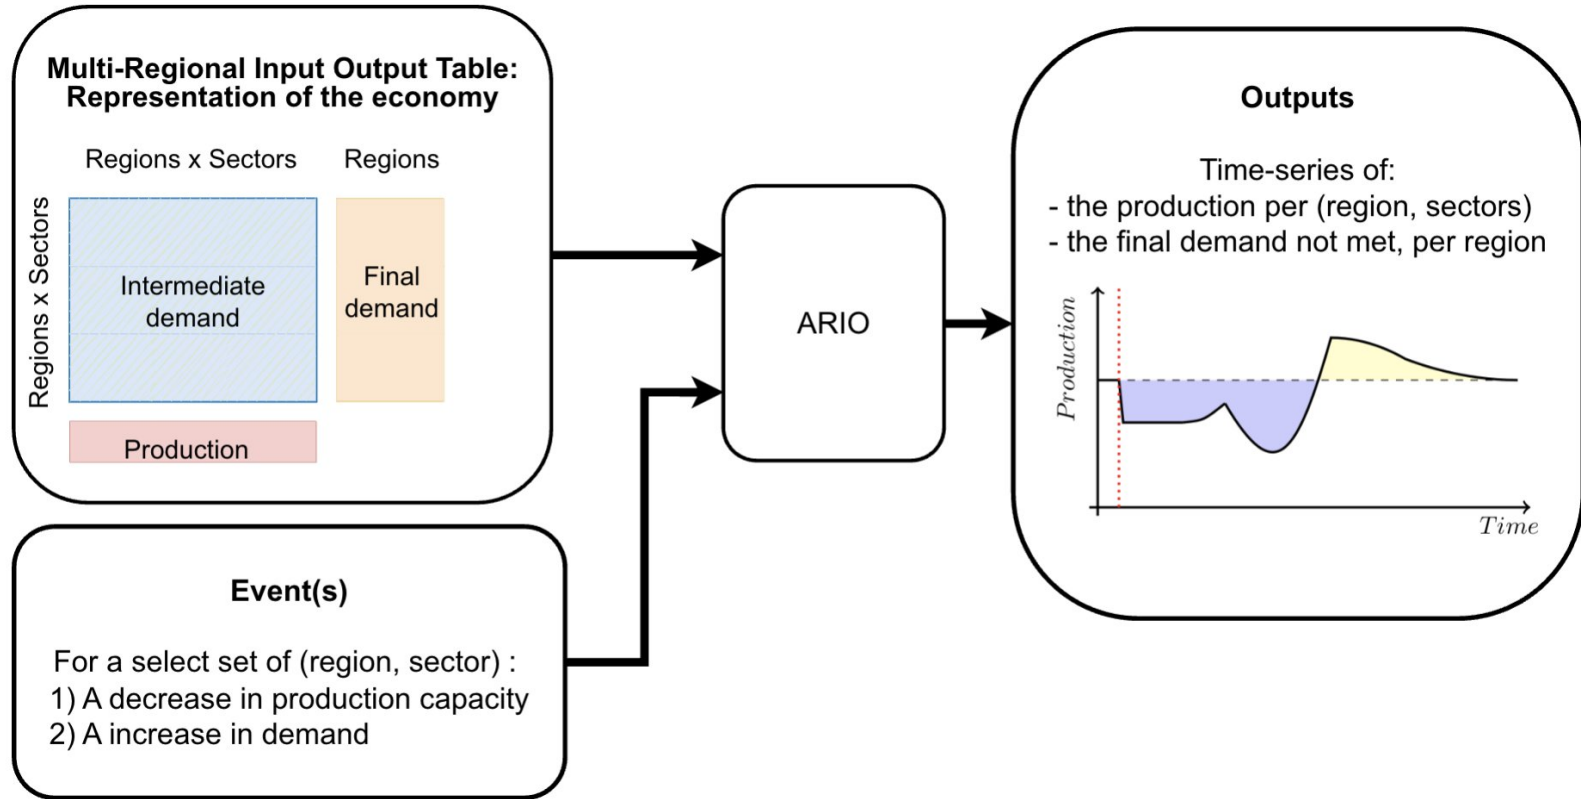 Multi-Regional Input Output Table:
Representation of the economy
Regions x Sectors
Regions
Regions x Sectors
Intermediate
demand
Final
demand
Production
Event(s)
For a select set of (region, sector) :
1) A decrease in production capacity
2) A increase in demand
ARIO
Outputs
Time-series of:
- the production per (region, sectors)
- the final demand not met, per region
Production
Time